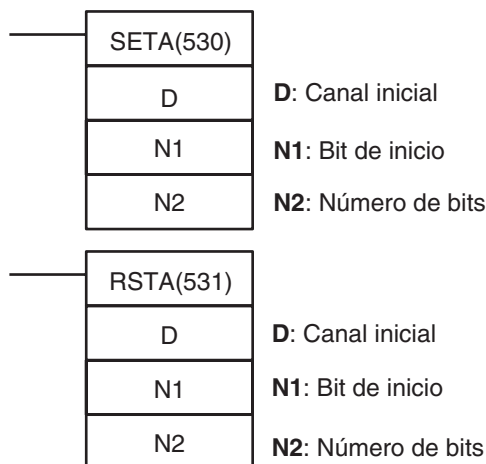 SETA(530)
D
D: Canal inicial
N1
N1: Bit de inicio
N2
N2: Número de bits
RSTA(531)
D
D: Canal inicial
N1
N1: Bit de inicio
N2
N2: Número de bits